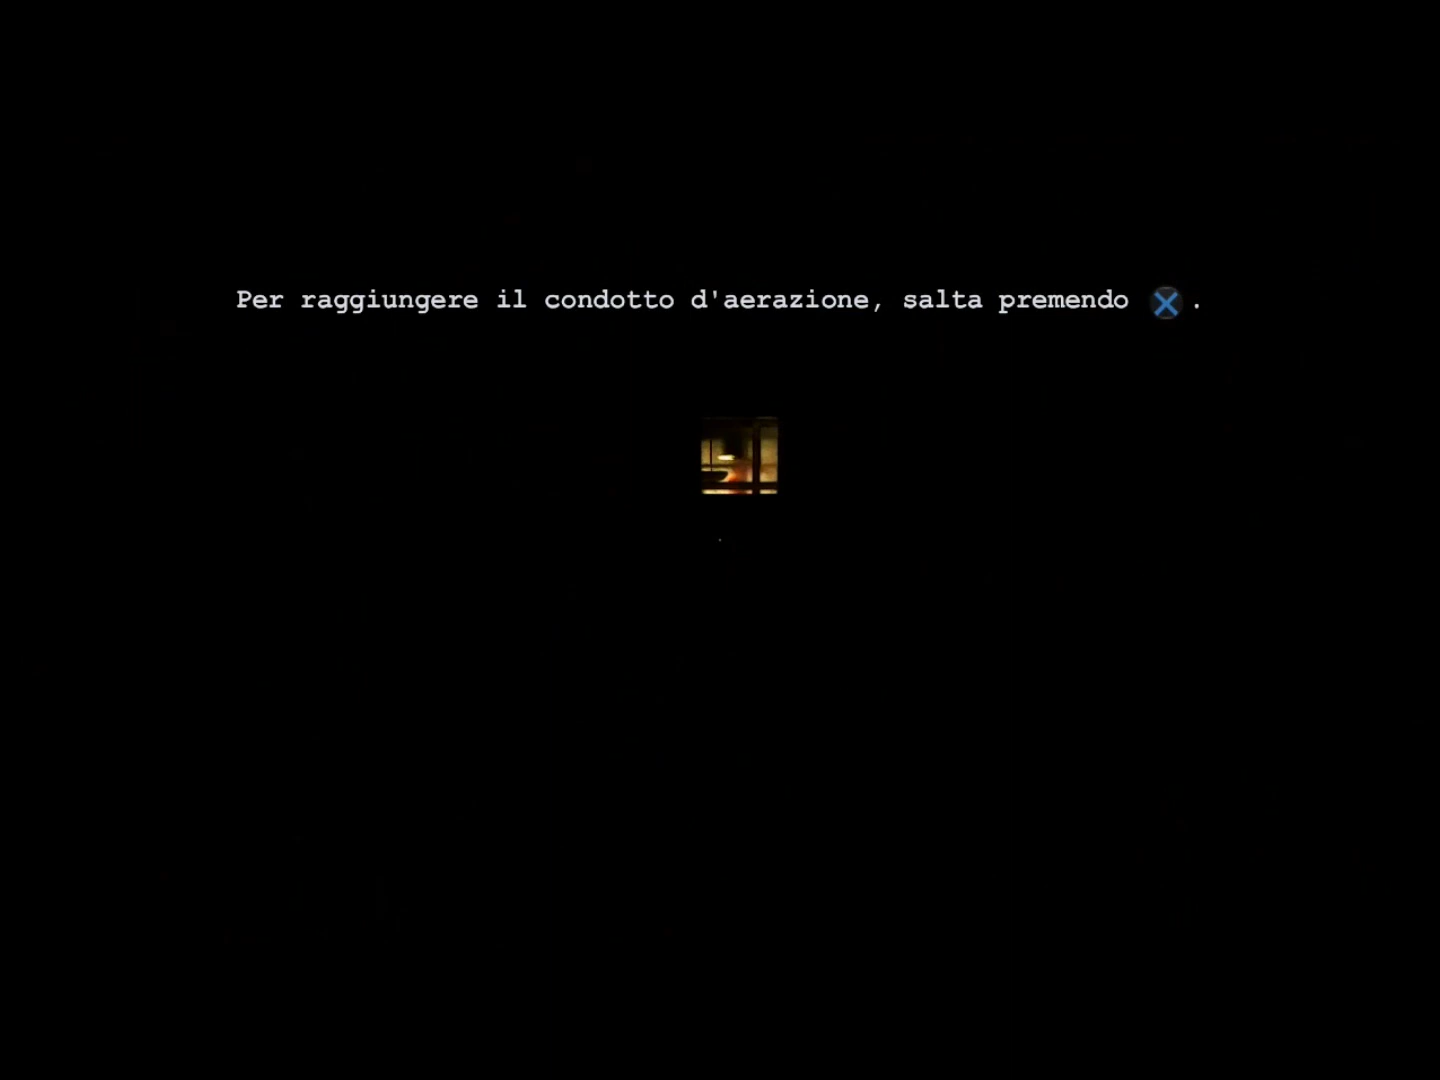 Per raggiungere il condotto d'aerazione, salta premendo ✕.